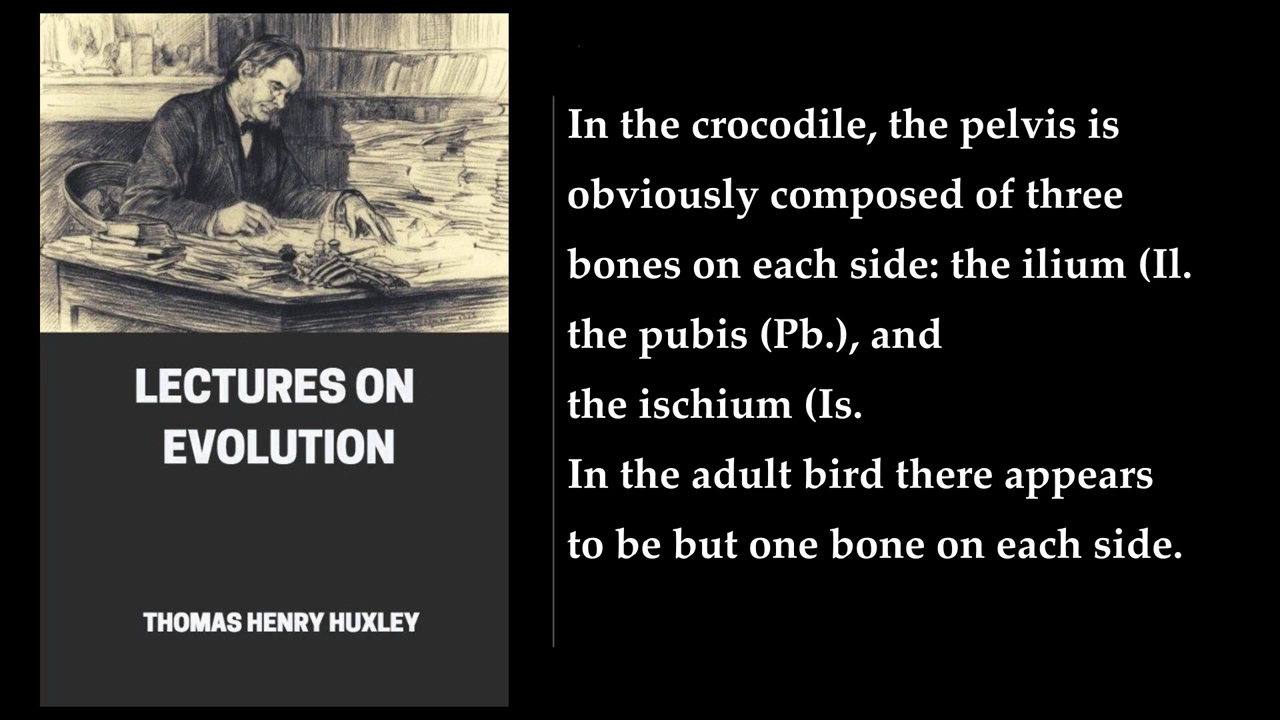 LECTURES ON
EVOLUTION
THOMAS HENRY HUXLEY
In the crocodile, the pelvis is
obviously composed of three
bones on each side: the ilium (Il.
the pubis (Pb.), and
the ischium (Is.
In the adult bird there appears
to be but one bone on each side.